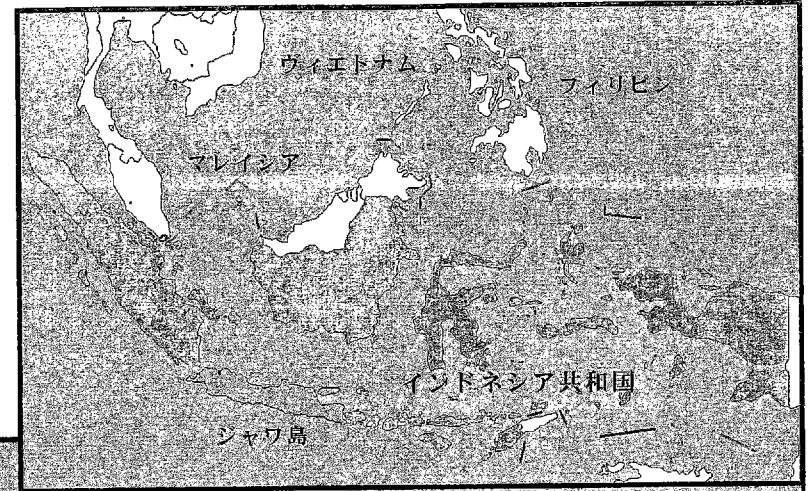 ヴィエトナム
フィリピン
マレイシア
インドネシア共和国
ジャワ島